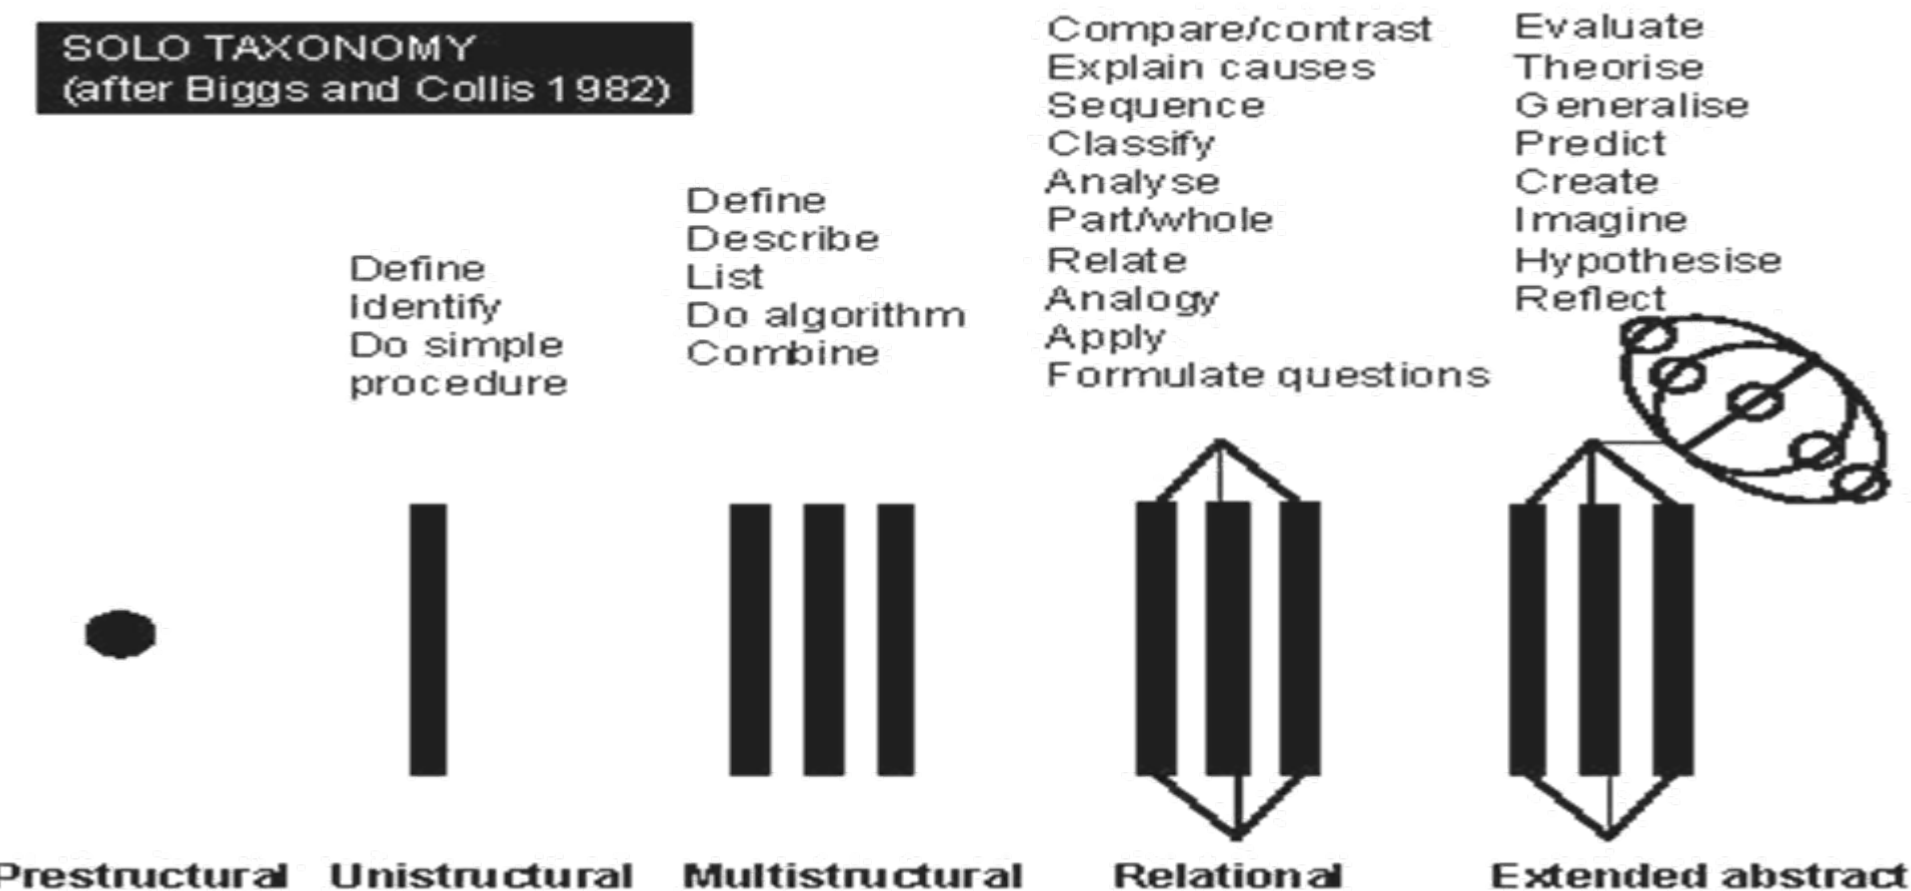 SOLO TAXONOMY
(after Biggs and Collis 1982)
Define
Identify
Do simple
procedure
Define
Describe
List
Do algorithm
Combine
Compare/contrast
Explain causes
Sequence
Classify
Analyse
Part/whole
Relate
Analogy
Apply
Formulate questions
Evaluate
Theorise
Generalise
Predict
Create
Imagine
Hypothesise
Reflect
Prestructural
Unistructural
Multistructural
Relational
Extended abstract